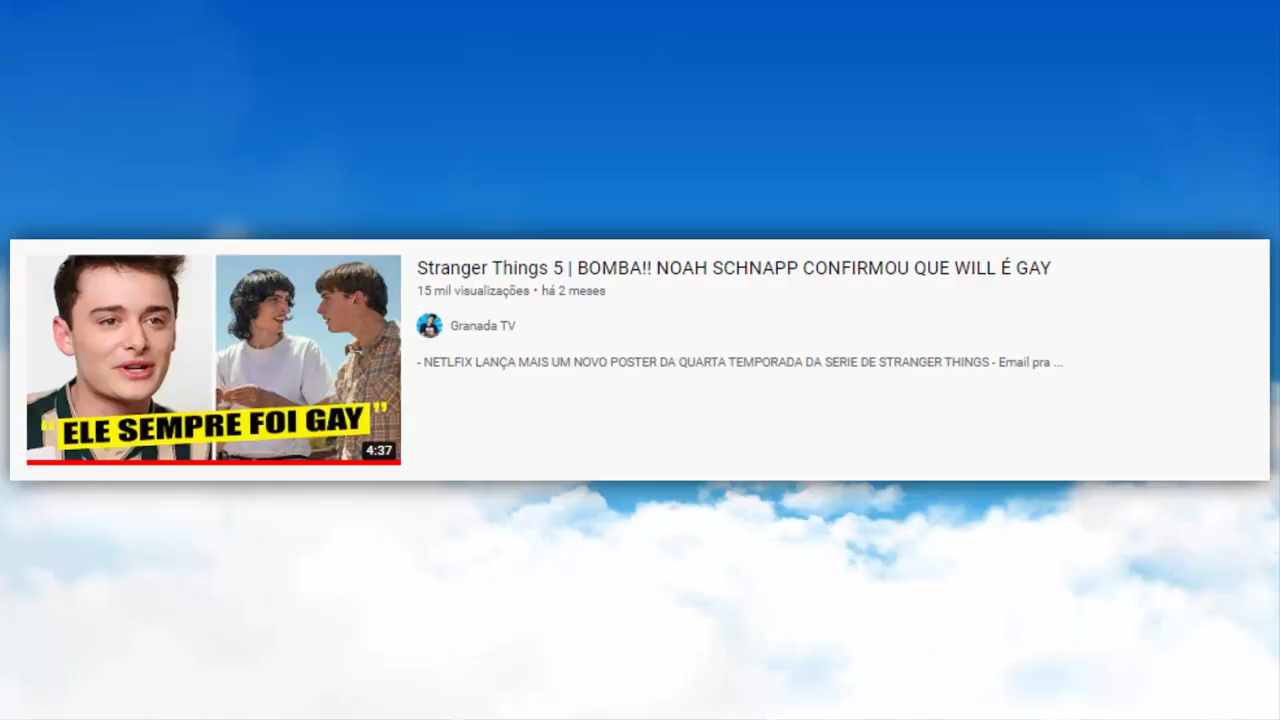 Stranger Things 5 | BOMBA!! NOAH SCHNAPP CONFIRMOU QUE WILL É GAY
15 mil visualizações • há 2 meses
Granada TV
- NETLFIX LANÇA MAIS UM NOVO POSTER DA QUARTA TEMPORADA DA SERIE DE STRANGER THINGS - Email pra ...
“ELE SEMPRE FOI GAY”
4:37